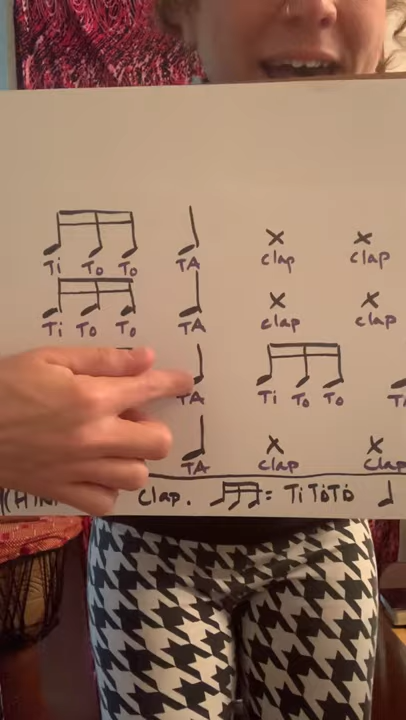 Ti To To TA clap clap
Ti To To TA clap clap
TA Ti To To TA
TA clap clap
clap. = Ti To To